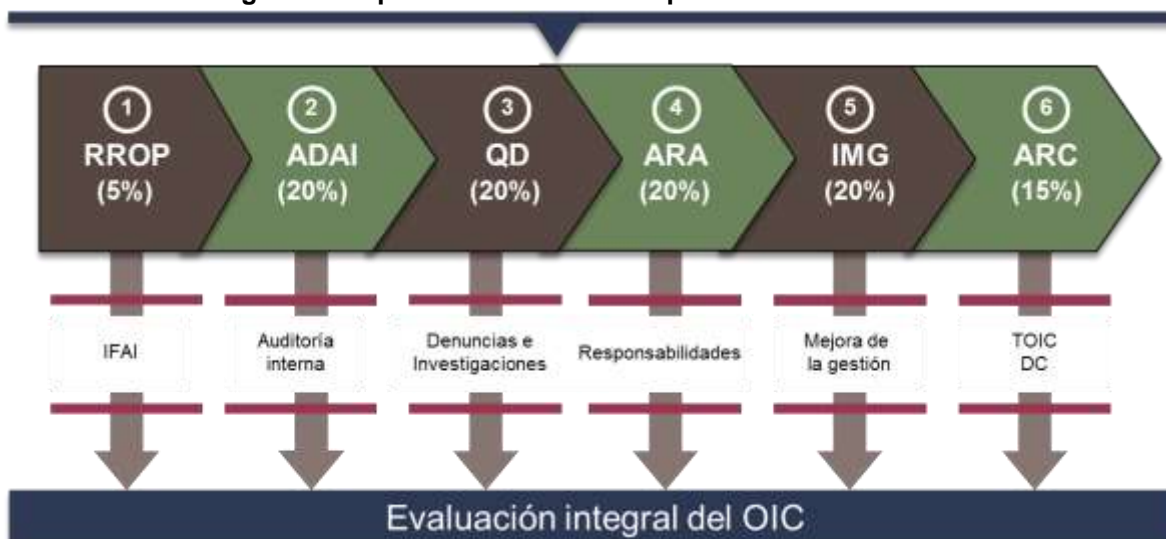 1
RROP
(5%)
2
ADAI
(20%)
3
QD
(20%)
4
ARA
(20%)
5
IMG
(20%)
6
ARC
(15%)
IFAI
Auditoría
interna
Denuncias e
Investigaciones
Responsabilidades
Mejora de
la gestión
TOIC
DC
Evaluación integral del OIC